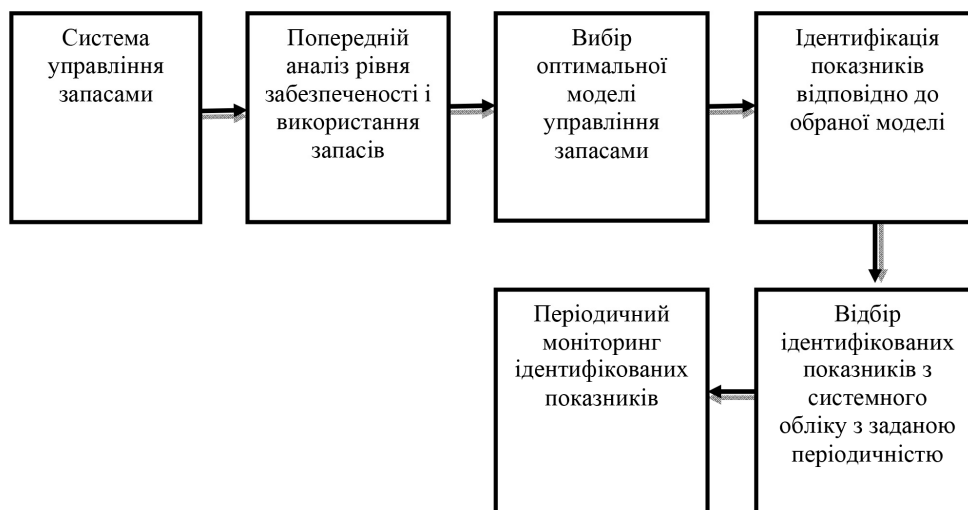 Система
управління
запасами
Попередній
аналіз рівня
забезпеченості і
використання
запасів
Вибір
оптимальної
моделі
управління
запасами
Ідентифікація
показників
відповідно до
обраної моделі
Відбір
ідентифікованих
показників з
системного
обліку з заданою
періодичністю
Періодичний
моніторинг
ідентифікованих
показників